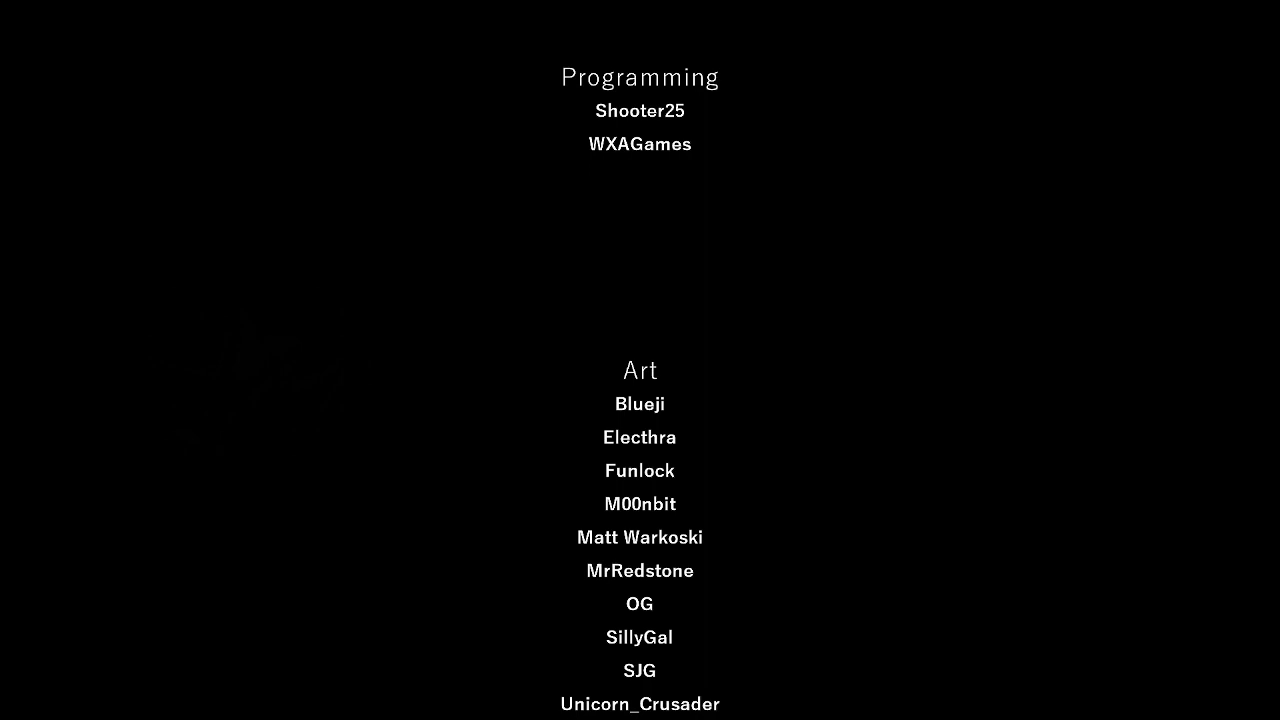 Programming
Shooter25
WXAGames
Art
Blueji
Electhra
Funlock
M00nbit
Matt Warkoski
MrRedstone
OG
SillyGal
SJG
Unicorn_Crusader